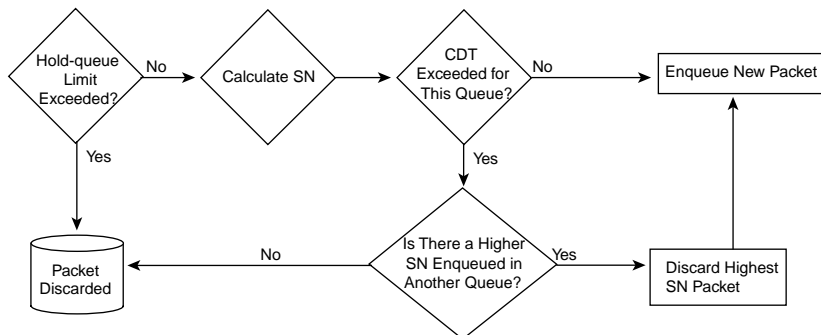 Hold-queue
Limit
Exceeded?
No
Calculate SN
CDT
Exceeded for
This Queue?
No
Enqueue New Packet
Yes
Yes
Packet
Discarded
No
Is There a Higher
SN Enqueued in
Another Queue?
Yes
Discard Highest
SN Packet